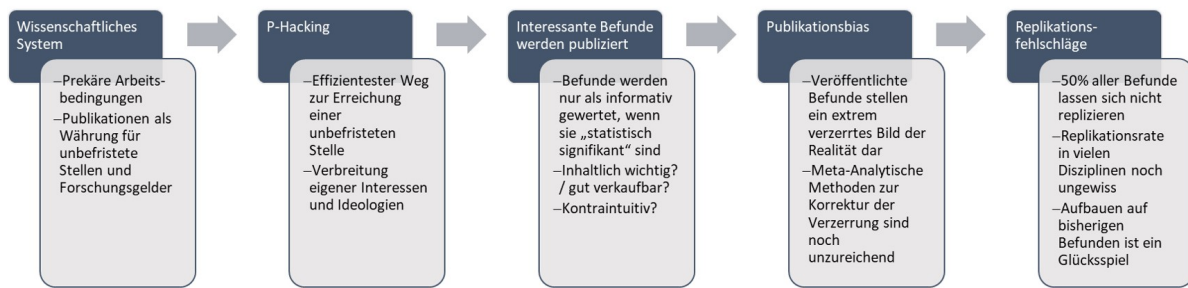 Wissenschaftliches
System
–Prekäre Arbeits-
bedingungen
–Publikationen als
Währung für
unbefristete
Stellen und
Forschungsgelder
P-Hacking
–Effizientester Weg
zur Erreichung
einer
unbefristeten
Stelle
–Verbreitung
eigener Interessen
und Ideologien
Interessante Befunde
werden publiziert
–Befunde werden
nur als informativ
gewertet, wenn
sie „statistisch
signifikant“ sind
–Inhaltlich wichtig?
/ gut verkaufbar?
–Kontraintuitiv?
Publikationsbias
–Veröffentlichte
Befunde stellen
ein extrem
verzerrtes Bild der
Realität dar
–Meta-Analytische
Methoden zur
Korrektur der
Verzerrung sind
noch
unzureichend
Replikations-
fehlschläge
–50% aller Befunde
lassen sich nicht
replizieren
–Replikationsrate
in vielen
Disziplinen noch
ungewiss
–Aufbauen auf
bisherigen
Befunden ist ein
Glücksspiel